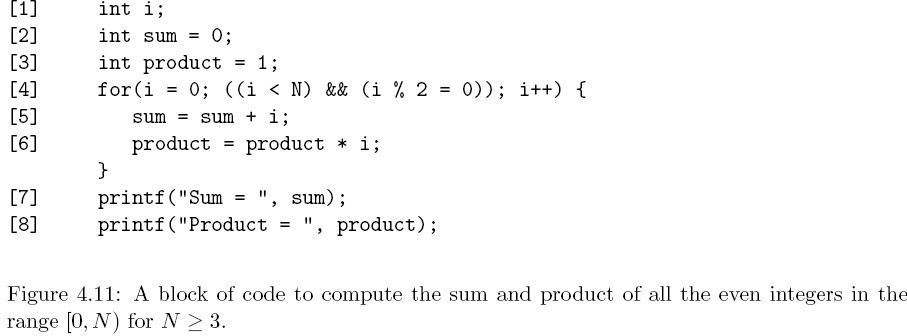 [1] int i;
[2] int sum = 0;
[3] int product = 1;
[4] for(i = 0; ((i < N) && (i % 2 = 0)); i++) {
[5] sum = sum + i;
[6] product = product * i;
}
[7] printf("Sum = ", sum);
[8] printf("Product = ", product);
Figure 4.11: A block of code to compute the sum and product of all the even integers in the
range [0, N) for N ≥ 3.